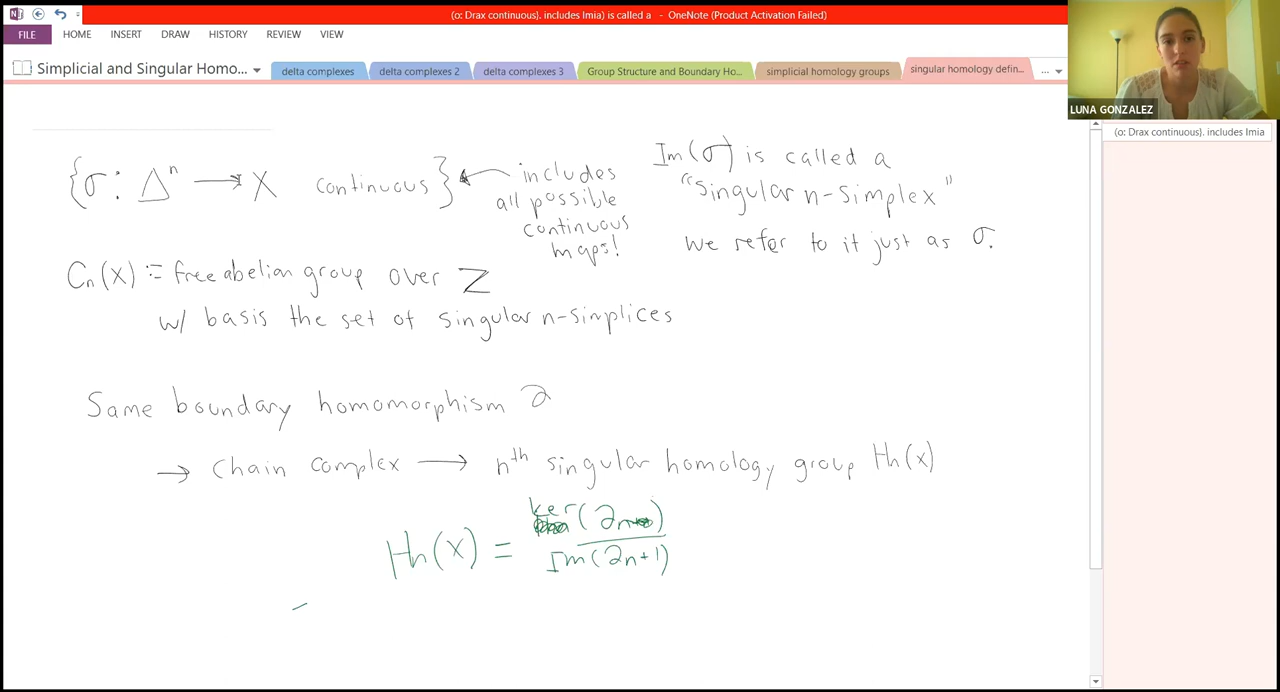 (o: Drax continuous). includes Imia) is called a - OneNote (Product Activation Failed)
FILE HOME INSERT DRAW HISTORY REVIEW VIEW
Simplicial and Singular Homo... delta complexes delta complexes 2 delta complexes 3 Group Structure and Boundary Ho... simplicial homology groups singular homology defin... ...
LUNA GONZALEZ
(o: Drax continuous). includes Imia
{σ: Δⁿ → X continuous} ← includes
all possible
continuous
maps!
Im(σ) is called a
"singular n-simplex"
we refer to it just as σ.
Cn(X) := free abelian group over Z
w/ basis the set of singular n-simplices
Same boundary homomorphism ∂
→ Chain complex → nth singular homology group Hn(X)
Hn(X) = ker(∂n)
Im(∂n+1)